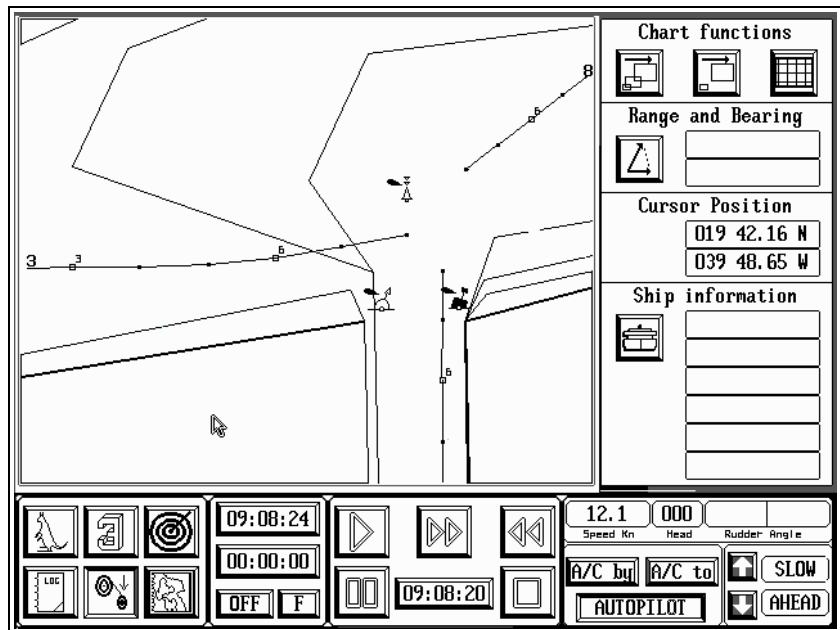 Chart functions
Range and Bearing
Cursor Position
019 42.16 N
039 48.65 W
Ship information
8
6
3
3
6
6
LOG
09:08:24
00:00:00
OFF
F
09:08:20
12.1
000
Speed Kn
Head
Rudder Angle
A/C by
A/C to
AUTOPILOT
SLOW
AHEAD